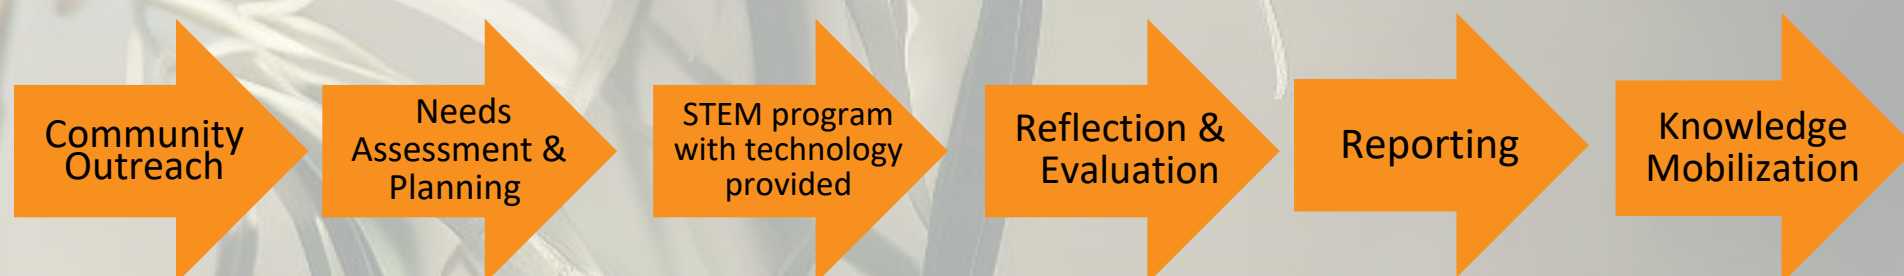 Community
Outreach
Needs
Assessment &
Planning
STEM program
with technology
provided
Reflection &
Evaluation
Reporting
Knowledge
Mobilization